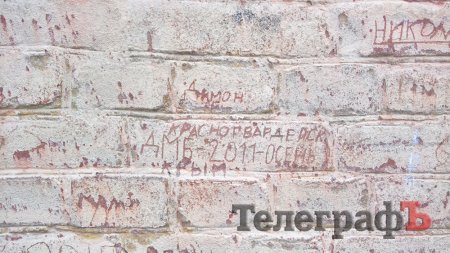 НИКОЛ
Димон
КРАСНОГВАРДЕЙСК
ДМБ-2011-ОСЕНЬ
КРЫМ
ТелеграфЪ